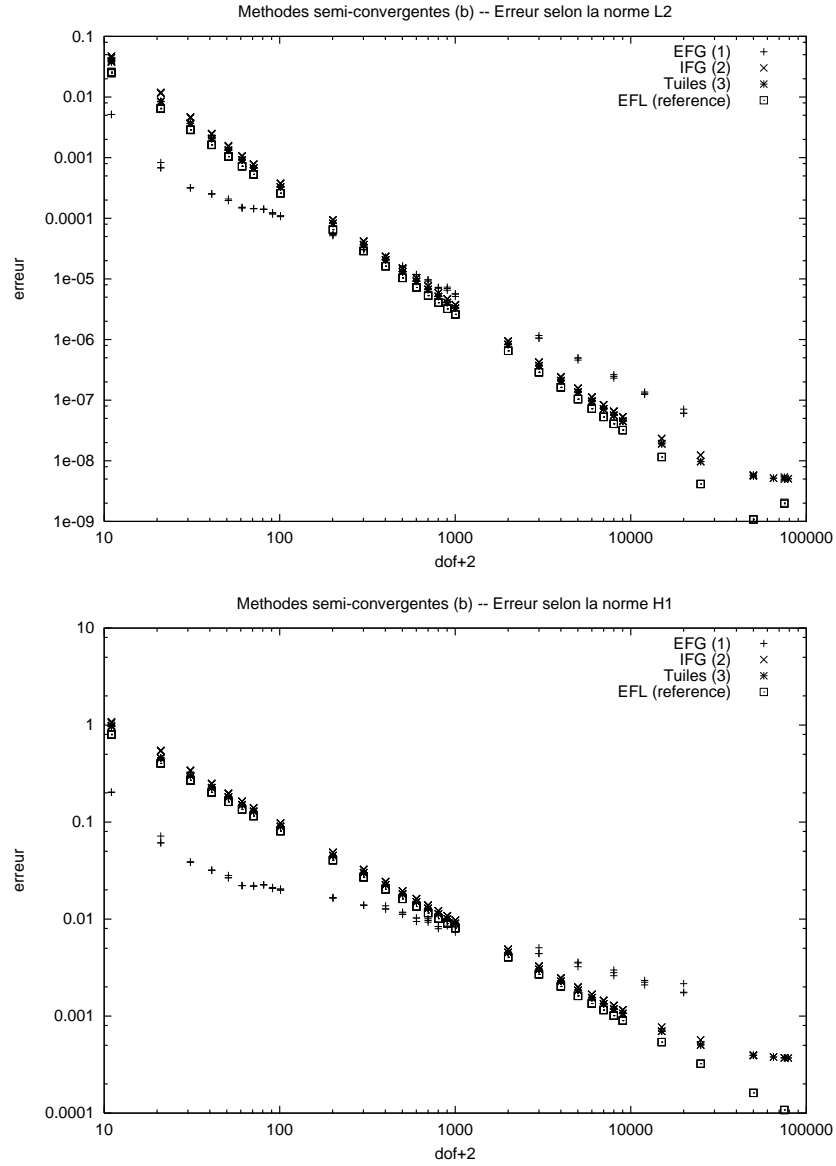 Methodes semi-convergentes (b) -- Erreur selon la norme L2
EFG (1)
IFG (2)
Tuiles (3)
EFL (reference)
0.1
0.01
0.001
0.0001
1e-05
1e-06
1e-07
1e-08
1e-09
erreur
10
100
1000
10000
100000
dof+2
Methodes semi-convergentes (b) -- Erreur selon la norme H1
EFG (1)
IFG (2)
Tuiles (3)
EFL (reference)
10
1
0.1
0.01
0.001
0.0001
erreur
10
100
1000
10000
100000
dof+2